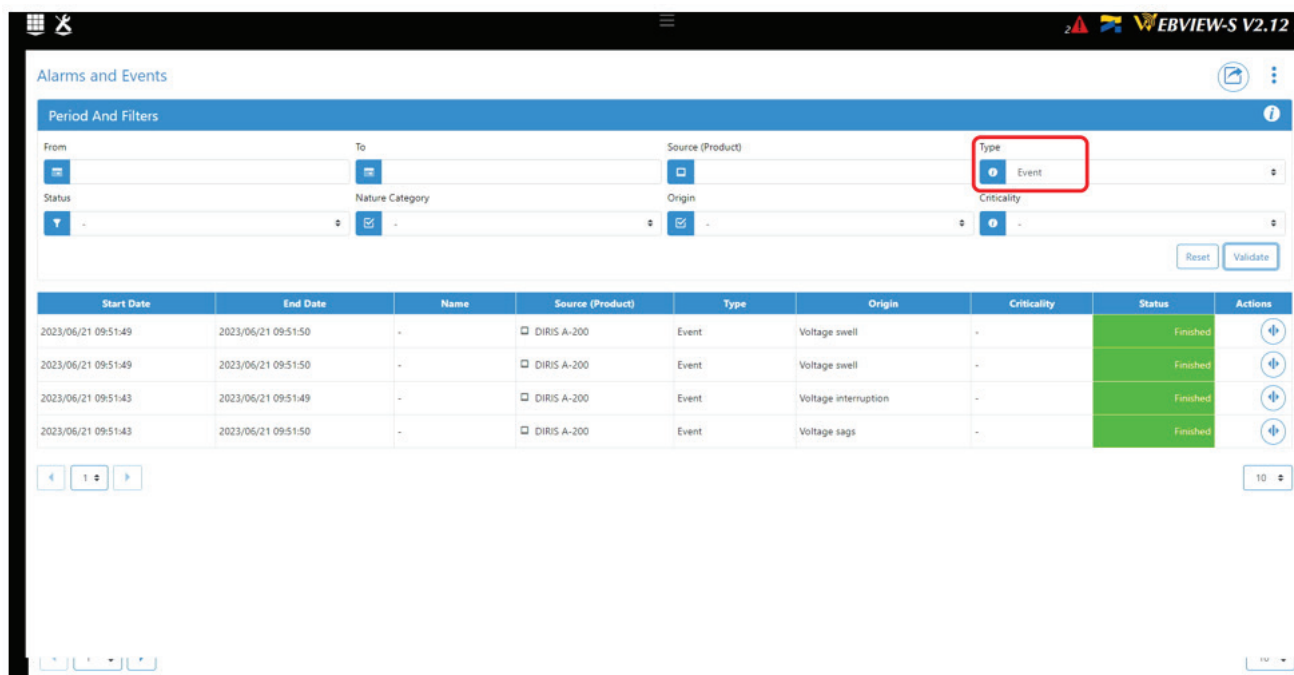 2 WEBVIEW-S V2.12
Alarms and Events
Period And Filters
From To Source (Product) Type
Event
Status Nature Category Origin Criticality
- - - -
Reset Validate
Start Date End Date Name Source (Product) Type Origin Criticality Status Actions
2023/06/21 09:51:49 2023/06/21 09:51:50 - DIRIS A-200 Event Voltage swell - Finished
2023/06/21 09:51:49 2023/06/21 09:51:50 - DIRIS A-200 Event Voltage swell - Finished
2023/06/21 09:51:43 2023/06/21 09:51:49 - DIRIS A-200 Event Voltage interruption - Finished
2023/06/21 09:51:43 2023/06/21 09:51:50 - DIRIS A-200 Event Voltage sags - Finished
1 10